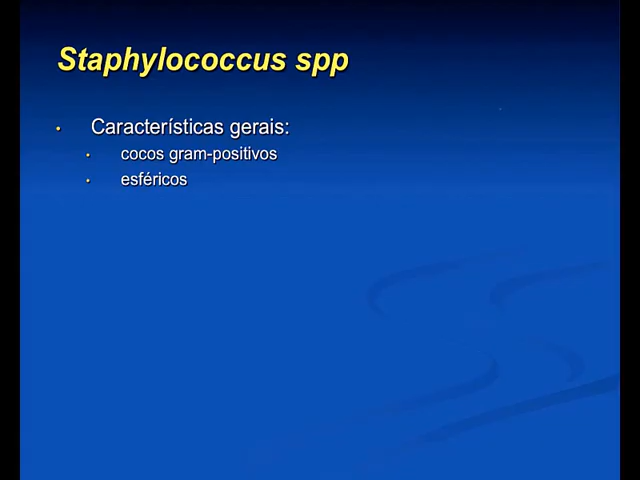 Staphylococcus spp
• Características gerais:
• cocos gram-positivos
• esféricos